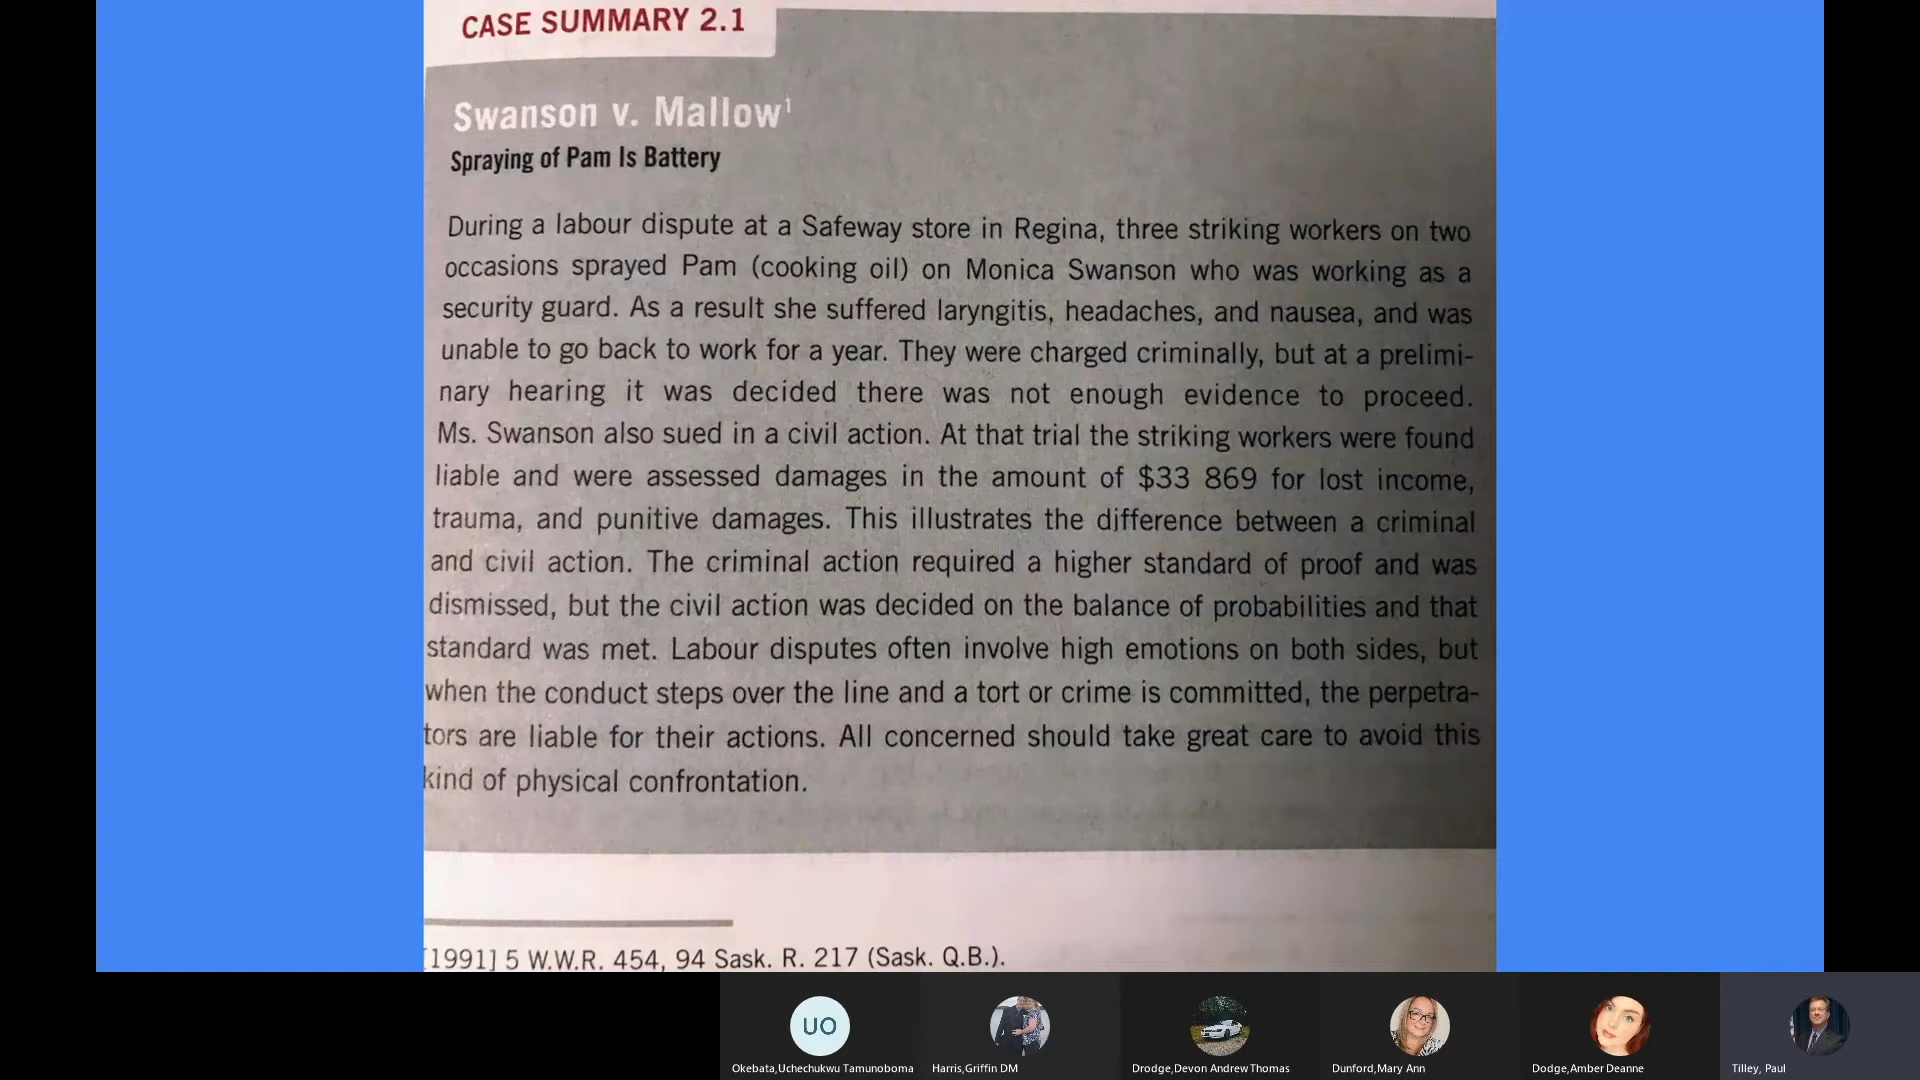 CASE SUMMARY 2.1
Swanson v. Mallow¹
Spraying of Pam Is Battery
During a labour dispute at a Safeway store in Regina, three striking workers on two
occasions sprayed Pam (cooking oil) on Monica Swanson who was working as a
security guard. As a result she suffered laryngitis, headaches, and nausea, and was
unable to go back to work for a year. They were charged criminally, but at a prelimi-
nary hearing it was decided there was not enough evidence to proceed.
Ms. Swanson also sued in a civil action. At that trial the striking workers were found
liable and were assessed damages in the amount of $33 869 for lost income,
trauma, and punitive damages. This illustrates the difference between a criminal
and civil action. The criminal action required a higher standard of proof and was
dismissed, but the civil action was decided on the balance of probabilities and that
standard was met. Labour disputes often involve high emotions on both sides, but
when the conduct steps over the line and a tort or crime is committed, the perpetra-
tors are liable for their actions. All concerned should take great care to avoid this
kind of physical confrontation.
[1991] 5 W.W.R. 454, 94 Sask. R. 217 (Sask. Q.B.).
UO
Okebata,Uchechukwu Tamunoboma
Harris,Griffin DM
Drodge,Devon Andrew Thomas
Dunford,Mary Ann
Dodge,Amber Deanne
Tilley, Paul